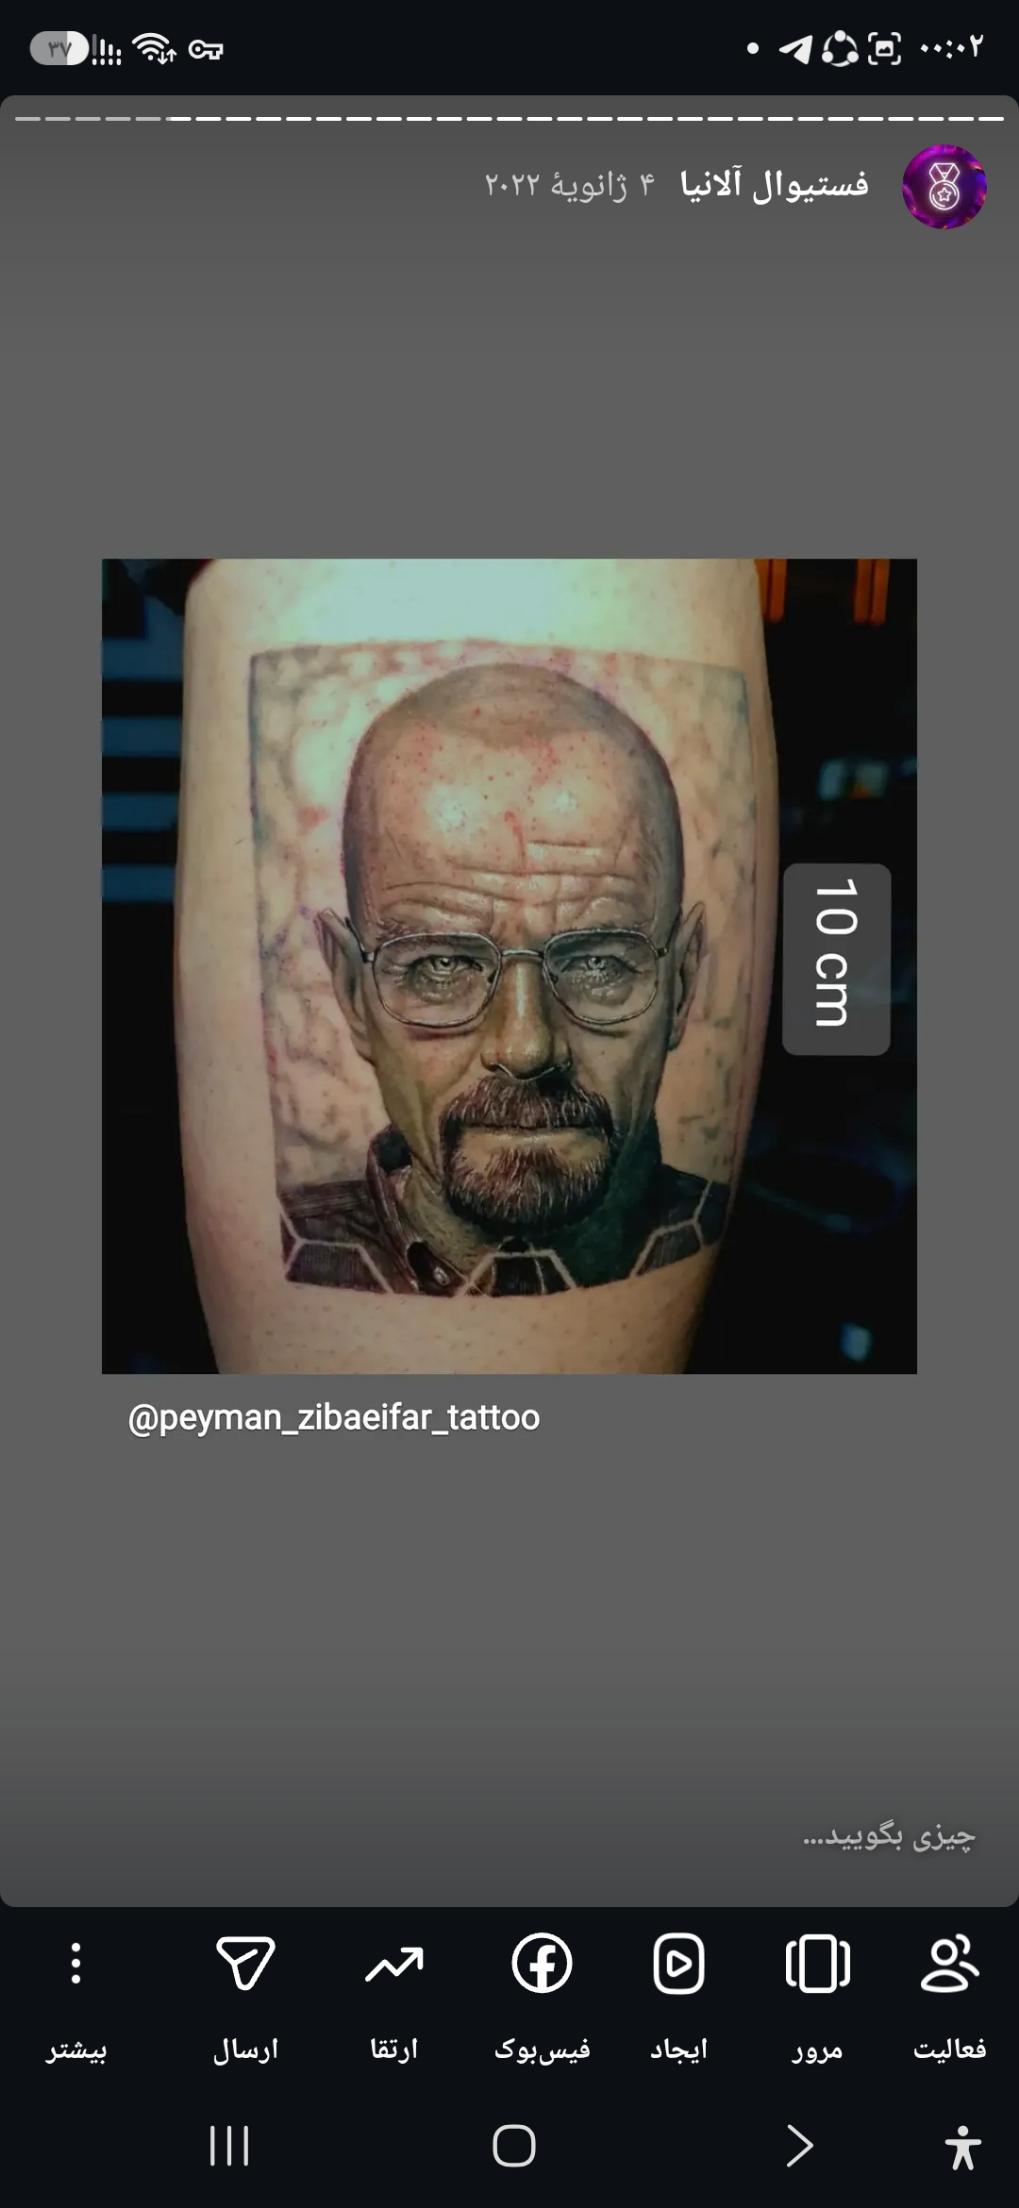 ۳۷
۰۰:۰۲
فستیوال آلانیا ۴ ژانویهٔ ۲۰۲۲
10 cm
@peyman_zibaeifar_tattoo
چیزی بگویید...
فعالیت
مرور
ایجاد
فیس‌بوک
ارتقا
ارسال
بیشتر